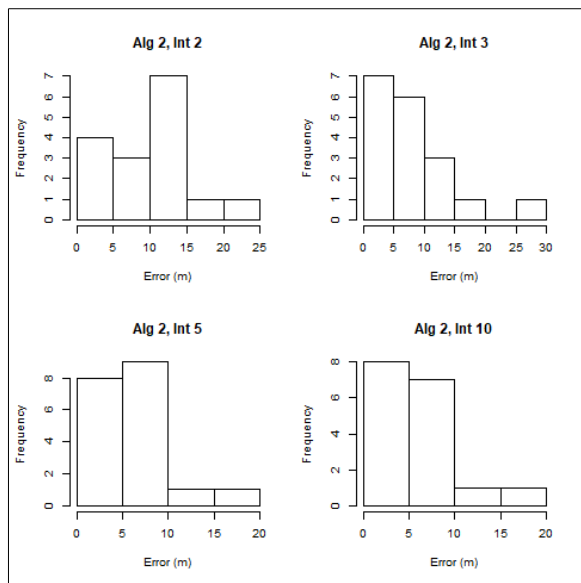 Alg 2, Int 2
Frequency
0 1 2 3 4 5 6 7
0 5 10 15 20 25
Error (m)
Alg 2, Int 3
Frequency
0 1 2 3 4 5 6 7
0 5 10 15 20 25 30
Error (m)
Alg 2, Int 5
Frequency
0 2 4 6 8
0 5 10 15 20
Error (m)
Alg 2, Int 10
Frequency
0 2 4 6 8
0 5 10 15 20
Error (m)